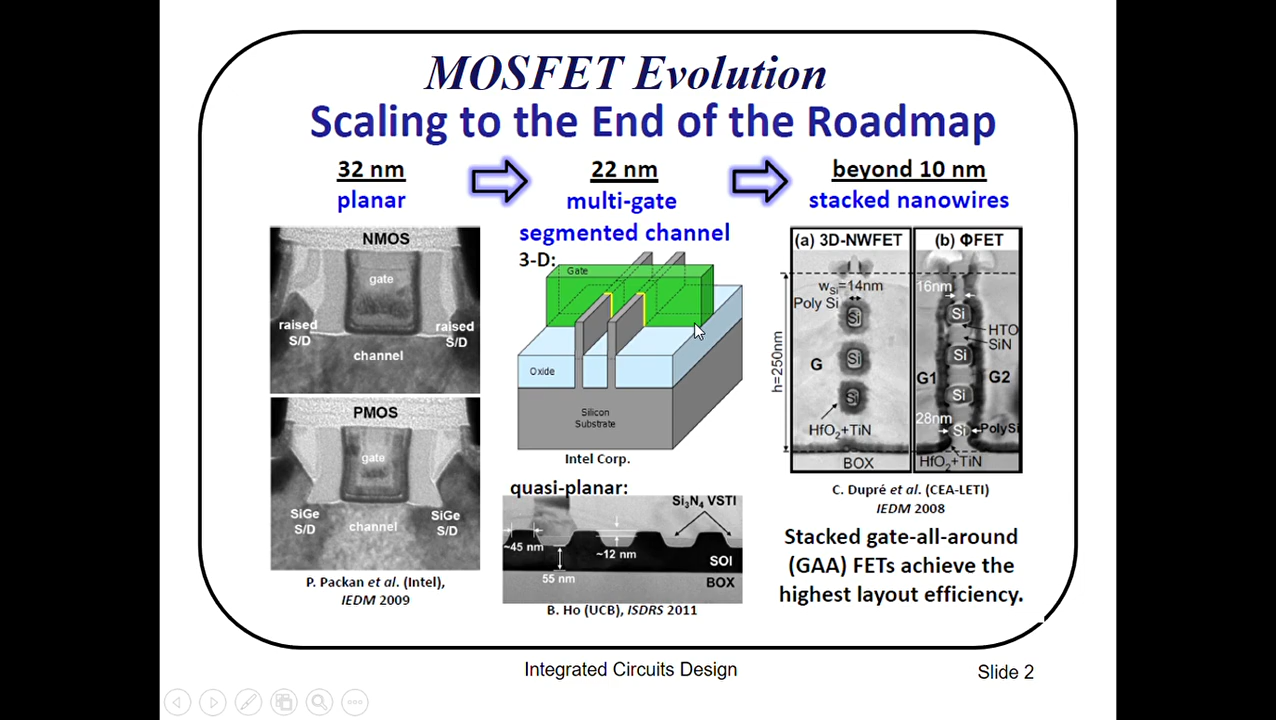 MOSFET Evolution
Scaling to the End of the Roadmap
32 nm
planar
22 nm
multi-gate
segmented channel
beyond 10 nm
stacked nanowires
NMOS
gate
raised
S/D
raised
S/D
channel
PMOS
gate
SiGe
S/D
channel
SiGe
S/D
P. Packan et al. (Intel),
IEDM 2009
3-D:
Gate
Oxide
Silicon
Substrate
Intel Corp.
quasi-planar:
Si₃N₄ VSTI
~45 nm
~12 nm
55 nm
SOI
BOX
B. Ho (UCB), ISDRS 2011
(a) 3D-NWFET
wSi=14nm
Poly Si
Si
Si
Si
G
h=250nm
HfO₂+TiN
BOX
(b) ΦFET
16nm
Si
HTO
SiN
Si
G1
G2
Si
28nm
Si
PolySi
HfO₂+TiN
C. Dupré et al. (CEA-LETI)
IEDM 2008
Stacked gate-all-around
(GAA) FETs achieve the
highest layout efficiency.
Integrated Circuits Design
Slide 2